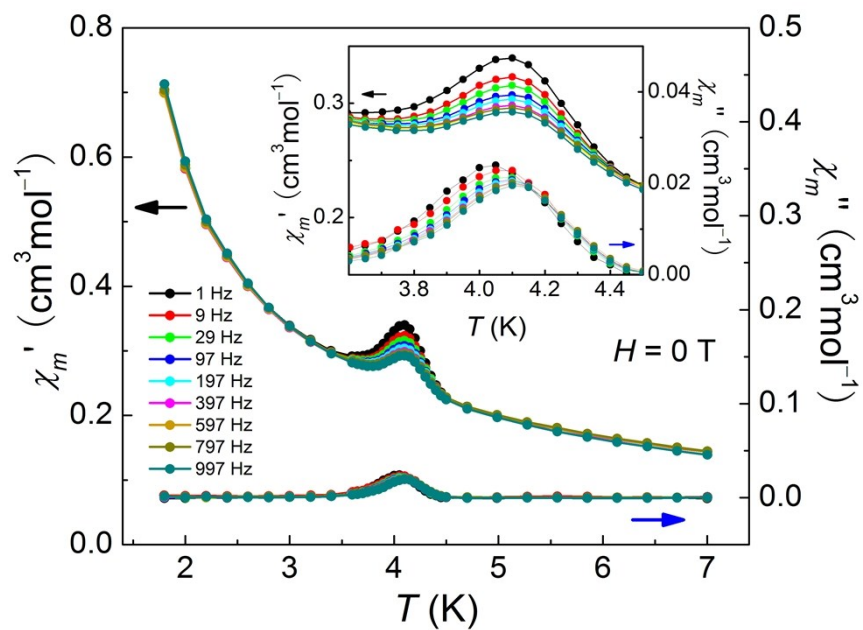 0.8
0.6
0.4
0.2
0.0
χm' (cm³mol⁻¹)
2
3
4
5
6
7
T (K)
0.5
0.4
0.3
0.2
0.1
0.0
χm'' (cm³mol⁻¹)
1 Hz
9 Hz
29 Hz
97 Hz
197 Hz
397 Hz
597 Hz
797 Hz
997 Hz
H = 0 T
0.3
0.2
χm' (cm³mol⁻¹)
3.8
4.0
4.2
4.4
T (K)
0.04
0.02
0.00
χm'' (cm³mol⁻¹)